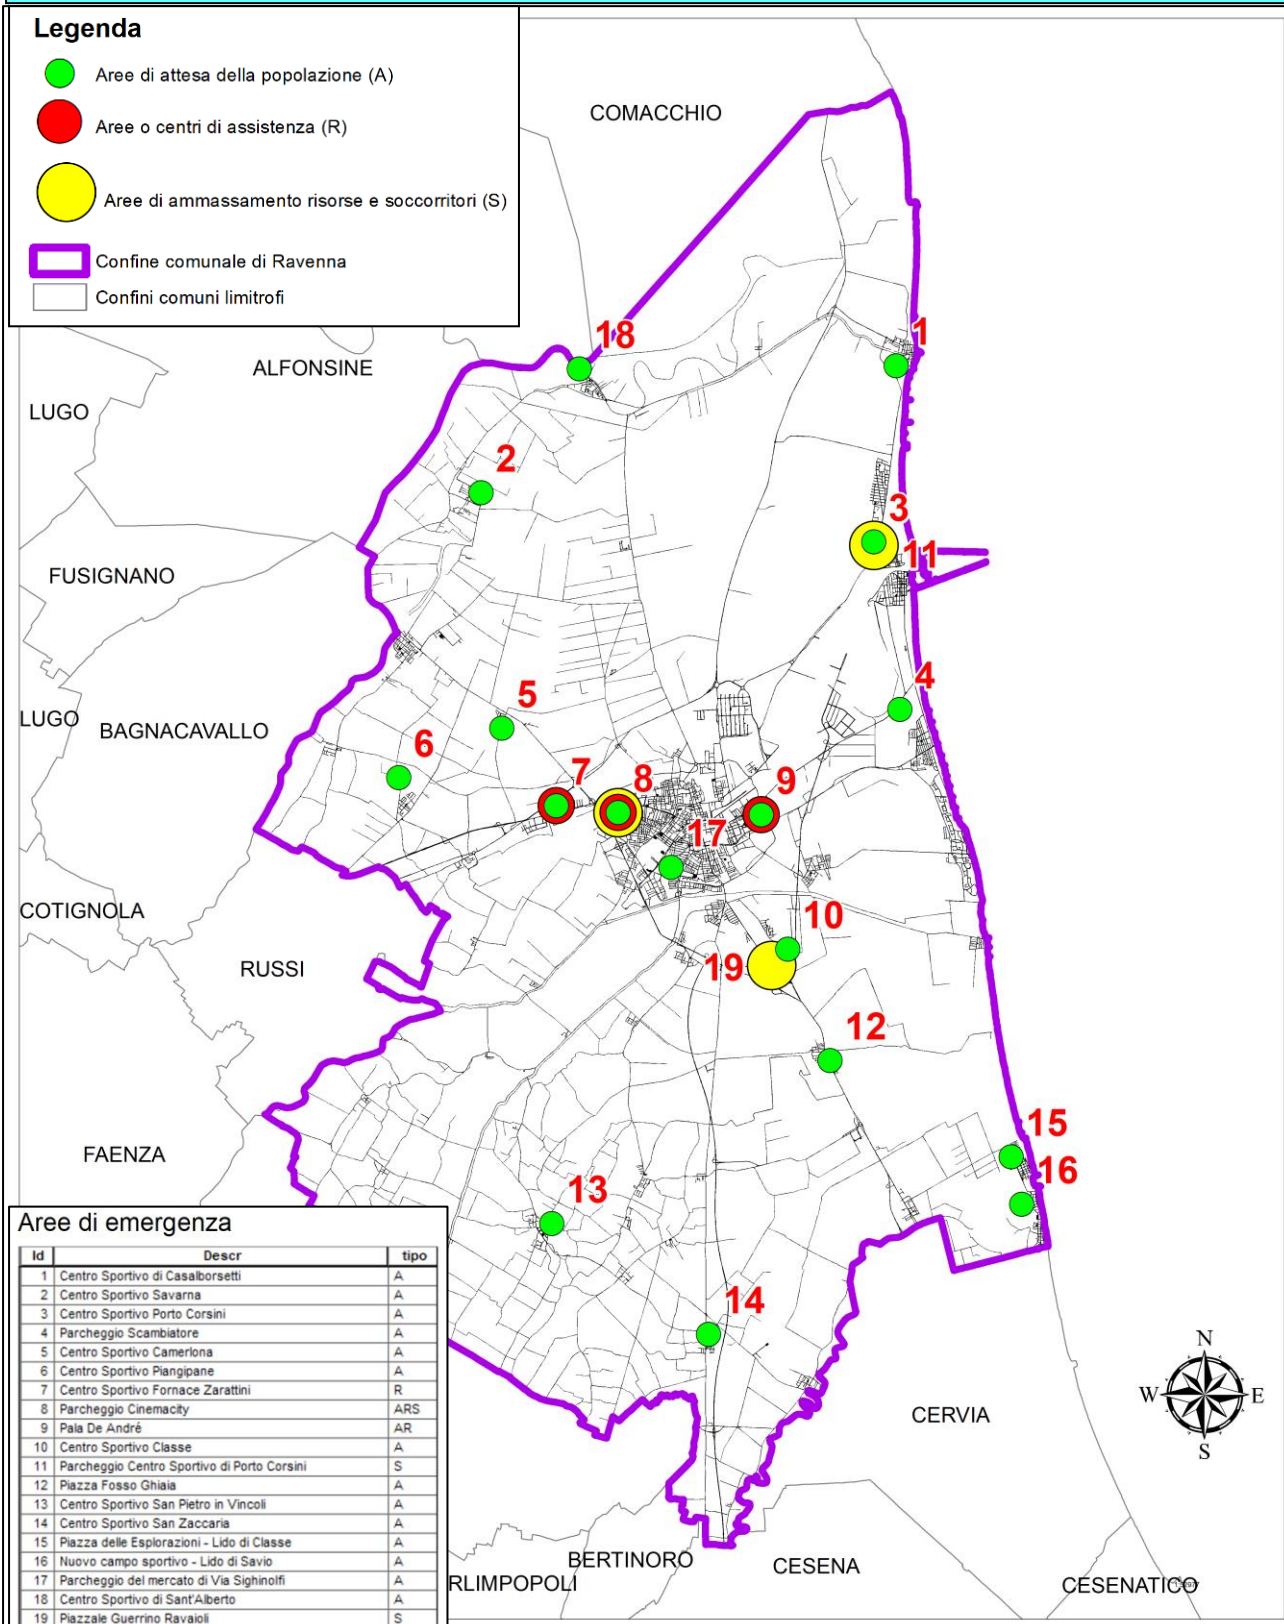 Legenda
Aree di attesa della popolazione (A)
Aree o centri di assistenza (R)
Aree di ammassamento risorse e soccorritori (S)
Confine comunale di Ravenna
Confini comuni limitrofi
COMACCHIO
18
1
ALFONSINE
LUGO
2
3
11
FUSIGNANO
4
5
LUGO
BAGNACAVALLO
6
7
8
9
17
COTIGNOLA
10
RUSSI
19
12
15
FAENZA
16
13
14
N
W
E
S
CERVIA
BERTINORO
CESENA
RLIMPOPOLI
CESENATICO
Aree di emergenza
Id Descr tipo
1 Centro Sportivo di Casalborsetti A
2 Centro Sportivo Savarna A
3 Centro Sportivo Porto Corsini A
4 Parcheggio Scambiatore A
5 Centro Sportivo Camerlona A
6 Centro Sportivo Piangipane A
7 Centro Sportivo Fornace Zarattini R
8 Parcheggio Cinemacity ARS
9 Pala De André AR
10 Centro Sportivo Classe A
11 Parcheggio Centro Sportivo di Porto Corsini S
12 Piazza Fosso Ghiaia A
13 Centro Sportivo San Pietro in Vincoli A
14 Centro Sportivo San Zaccaria A
15 Piazza delle Esplorazioni - Lido di Classe A
16 Nuovo campo sportivo - Lido di Savio A
17 Parcheggio del mercato di Via Sighinolfi A
18 Centro Sportivo di Sant'Alberto A
19 Piazzale Guerrino Ravaioli S